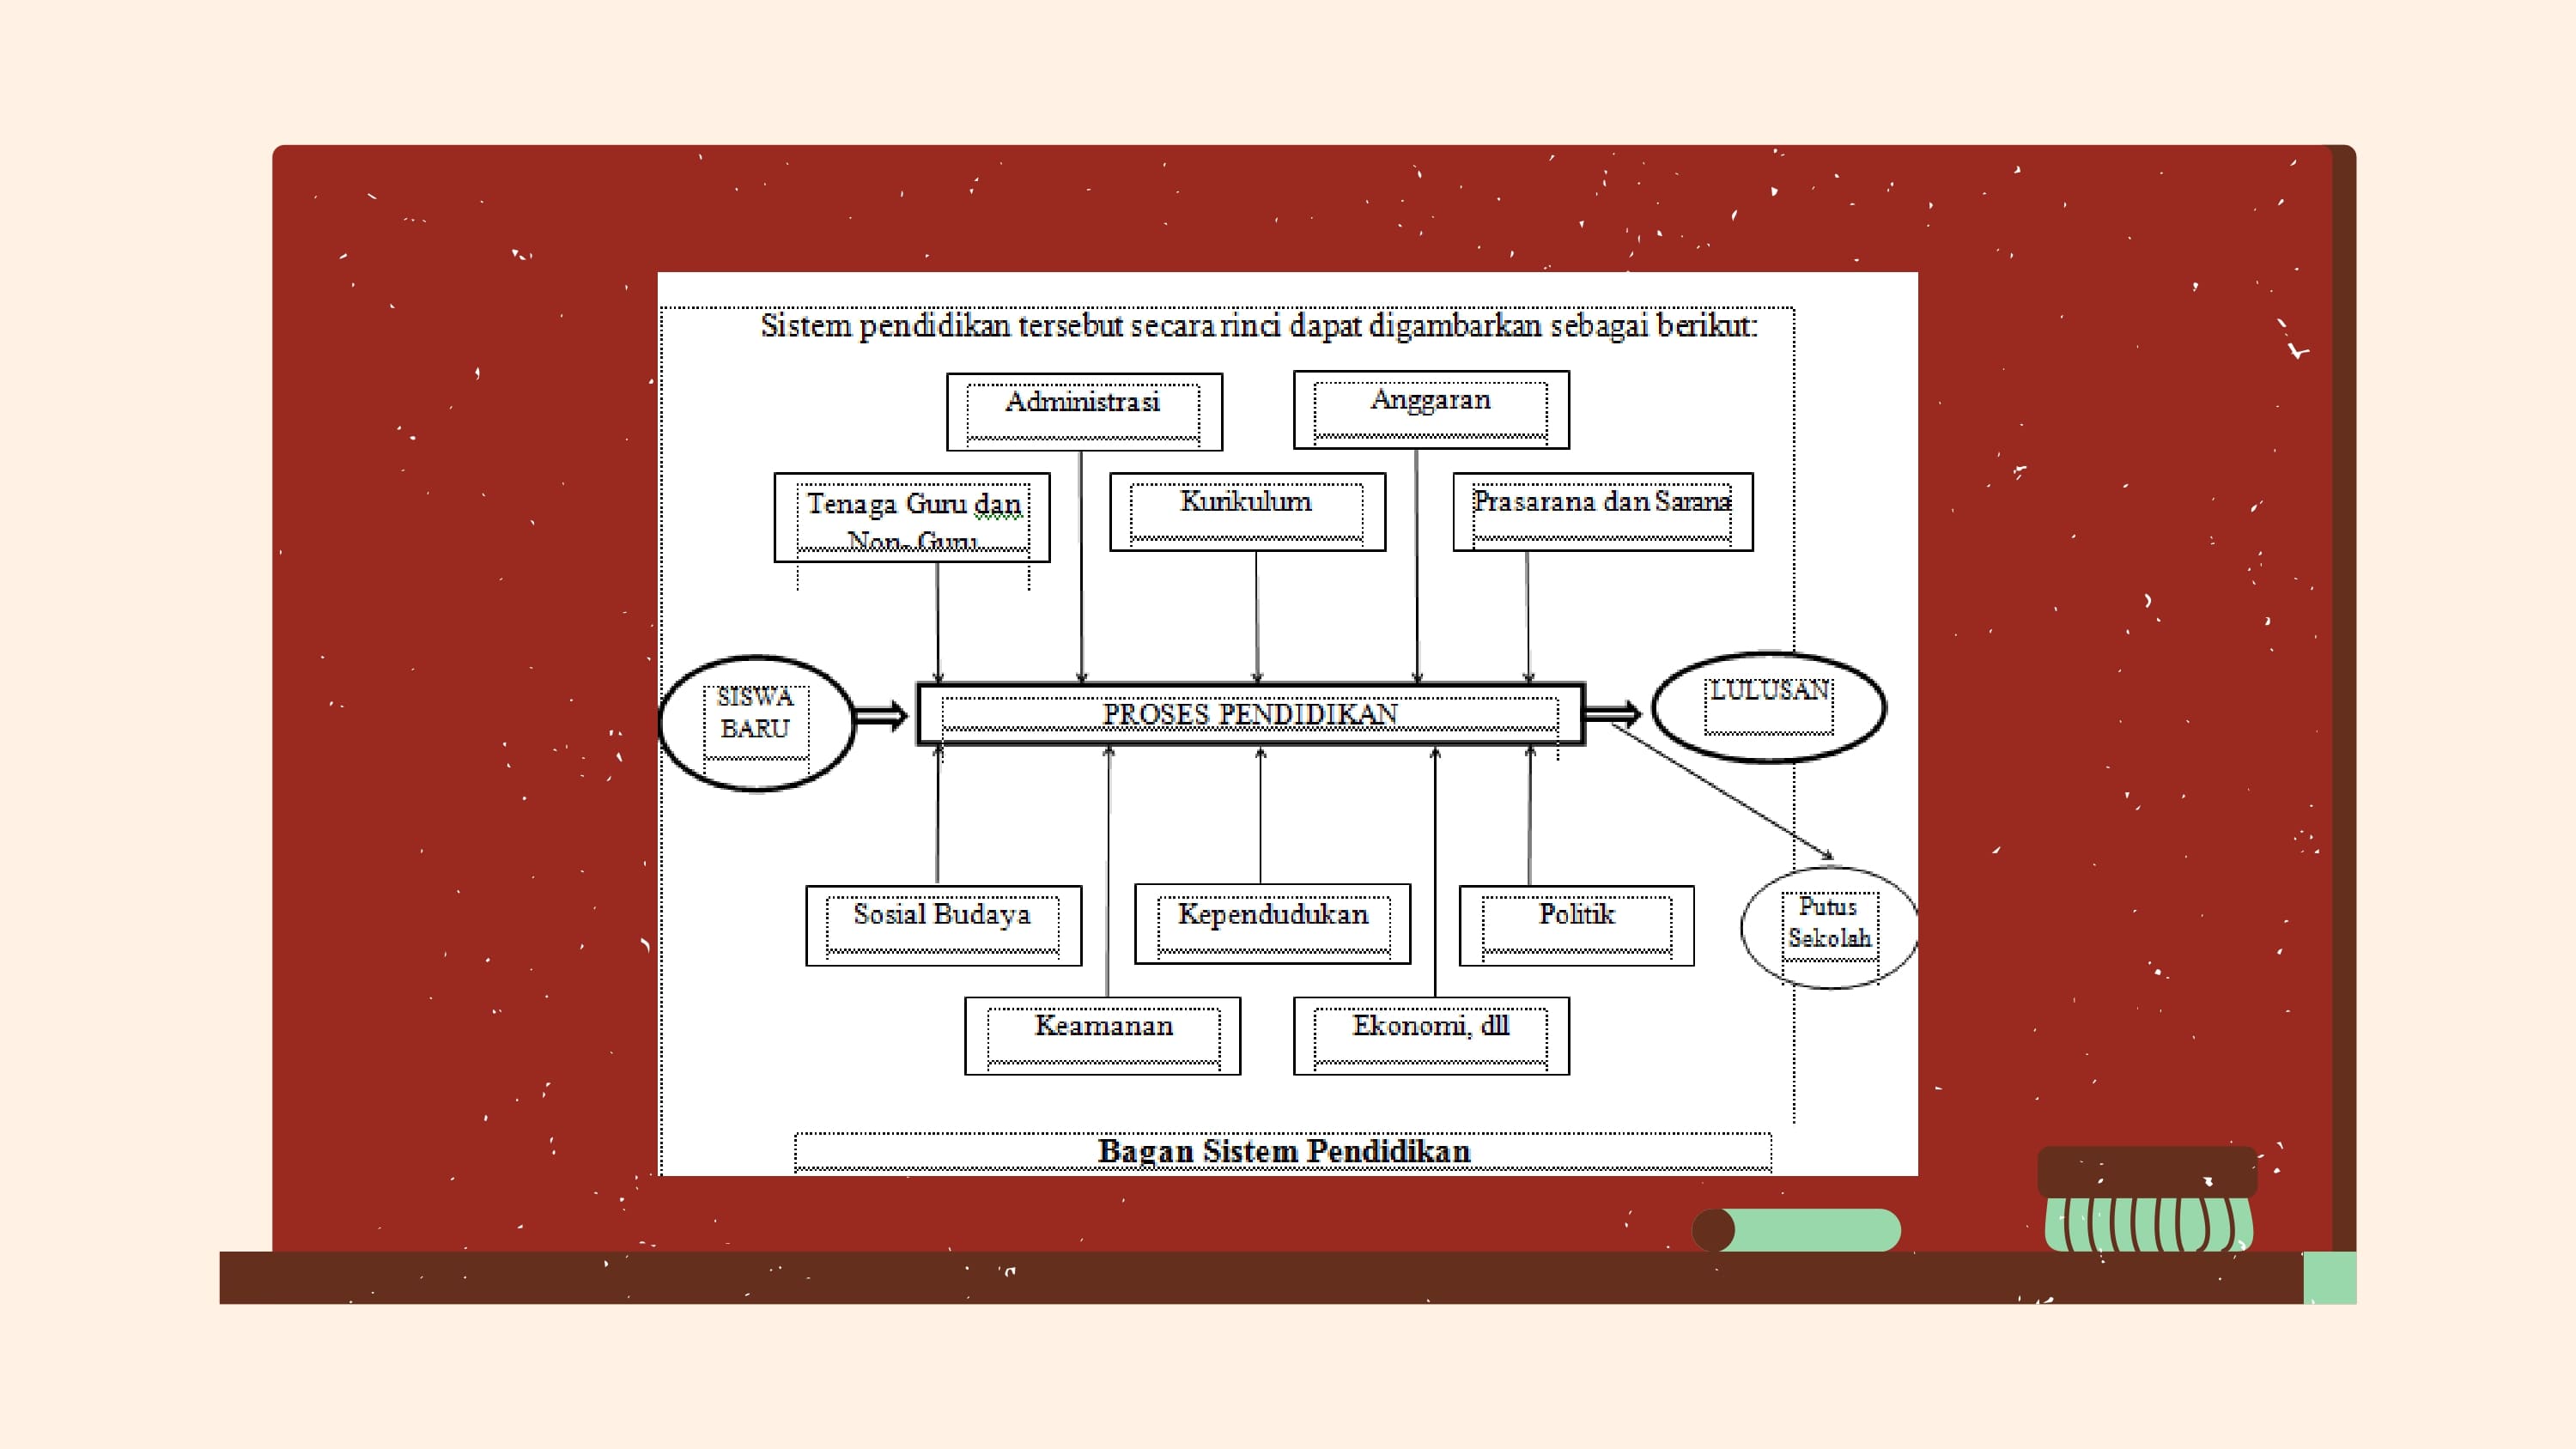 Sistem pendidikan tersebut secara rinci dapat digambarkan sebagai berikut:
Administrasi
Anggaran
Tenaga Guru dan
Non- Guru
Kurikulum
Prasarana dan Sarana
SISWA
BARU
PROSES PENDIDIKAN
LULUSAN
Sosial Budaya
Kependudukan
Politik
Putus
Sekolah
Keamanan
Ekonomi, dll
Bagan Sistem Pendidikan